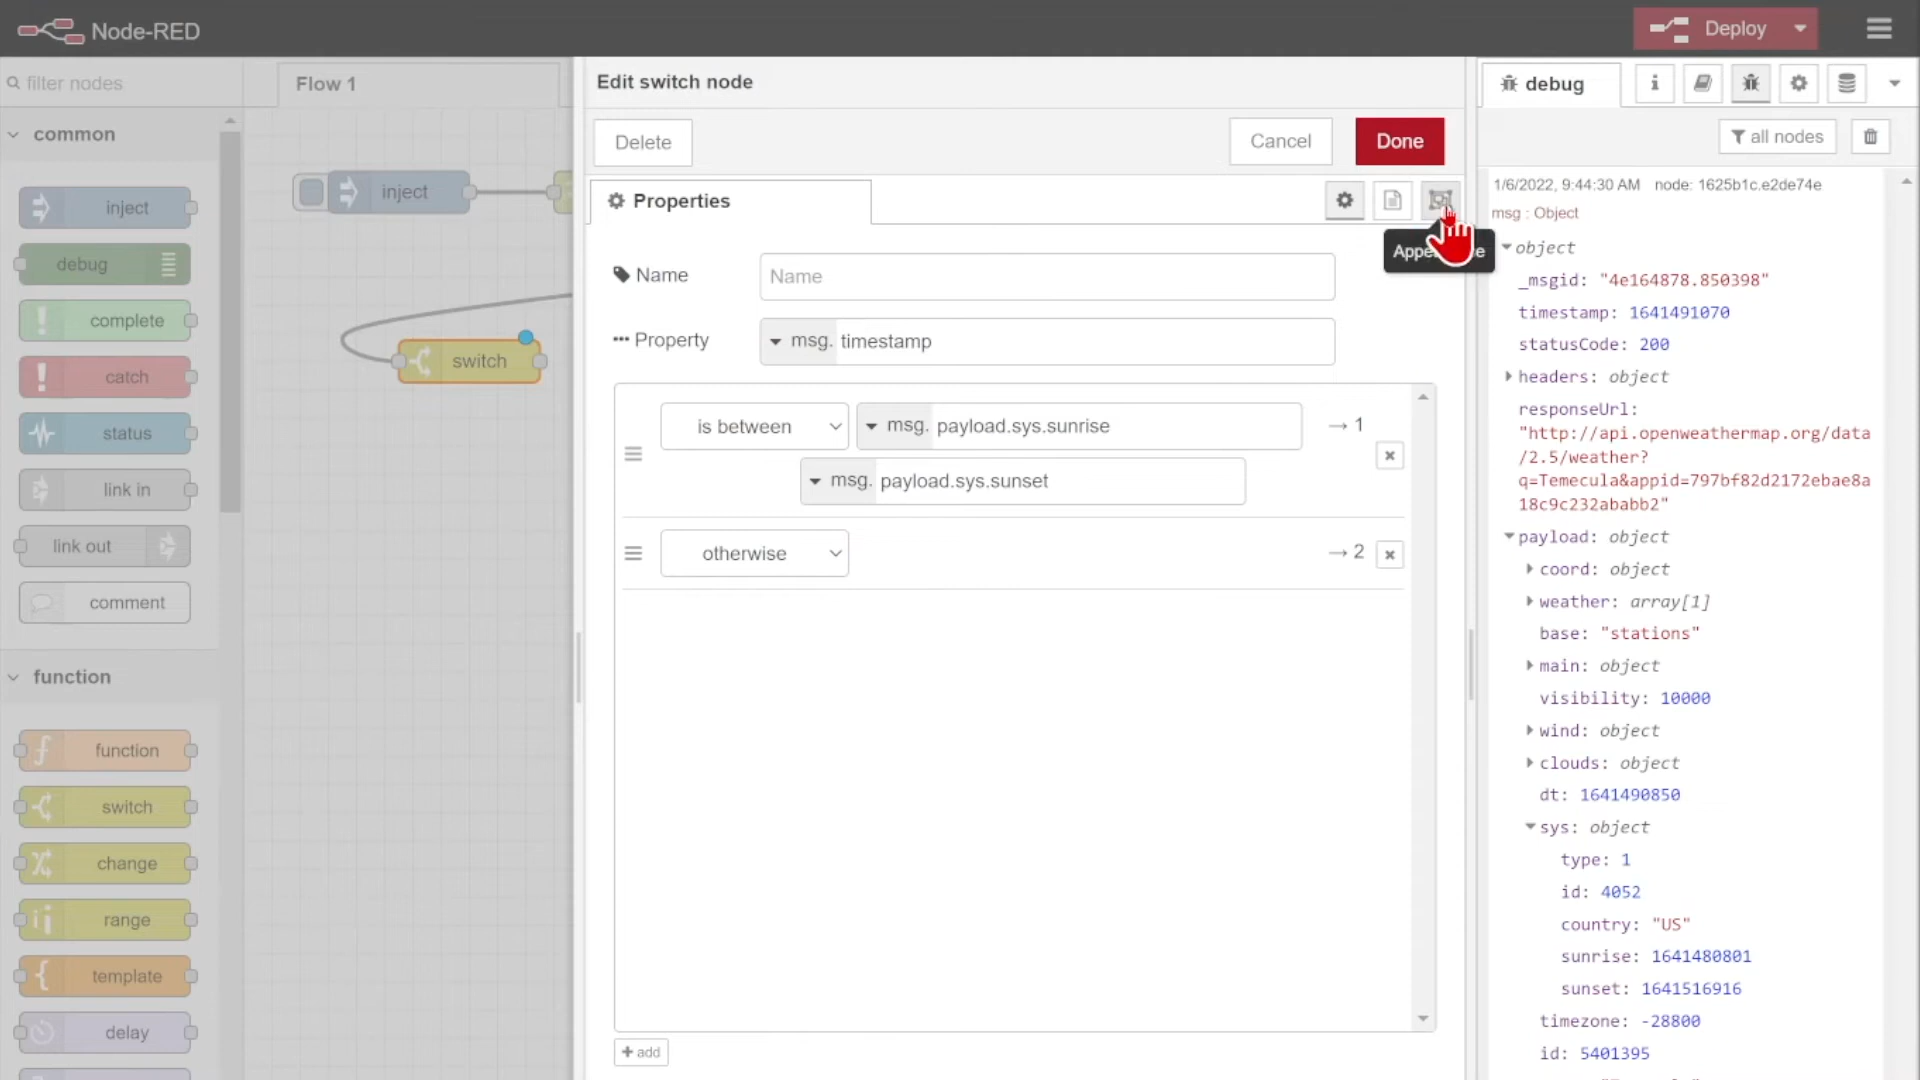 Node-RED
Deploy
filter nodes
Flow 1
Edit switch node
debug
i
common
Delete
Cancel
Done
all nodes
inject
inject
Properties
1/6/2022, 9:44:30 AM node: 1625b1c.e2de74e
msg : Object
debug
Name
Name
object
_msgid: "4e164878.850398"
complete
Property
msg. timestamp
timestamp: 1641491070
statusCode: 200
catch
switch
headers: object
status
is between
msg. payload.sys.sunrise
→ 1
responseUrl:
"http://api.openweathermap.org/data
/2.5/weather?
q=Temecula&appid=797bf82d2172ebae8a
18c9c232ababb2"
link in
msg. payload.sys.sunset
link out
otherwise
→ 2
payload: object
coord: object
comment
weather: array[1]
base: "stations"
function
main: object
visibility: 10000
function
wind: object
clouds: object
switch
dt: 1641490850
sys: object
change
type: 1
id: 4052
range
country: "US"
template
sunrise: 1641480801
sunset: 1641516916
delay
timezone: -28800
+ add
id: 5401395